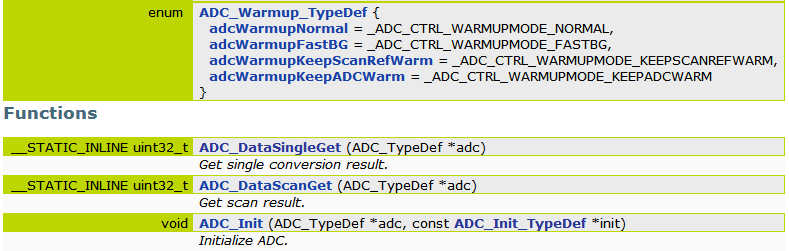 enum ADC_Warmup_TypeDef {
adcWarmupNormal = _ADC_CTRL_WARMUPMODE_NORMAL,
adcWarmupFastBG = _ADC_CTRL_WARMUPMODE_FASTBG,
adcWarmupKeepScanRefWarm = _ADC_CTRL_WARMUPMODE_KEEPSCANREFWARM,
adcWarmupKeepADCWarm = _ADC_CTRL_WARMUPMODE_KEEPADCWARM
}
Functions
__STATIC_INLINE uint32_t ADC_DataSingleGet (ADC_TypeDef *adc)
Get single conversion result.
__STATIC_INLINE uint32_t ADC_DataScanGet (ADC_TypeDef *adc)
Get scan result.
void ADC_Init (ADC_TypeDef *adc, const ADC_Init_TypeDef *init)
Initialize ADC.